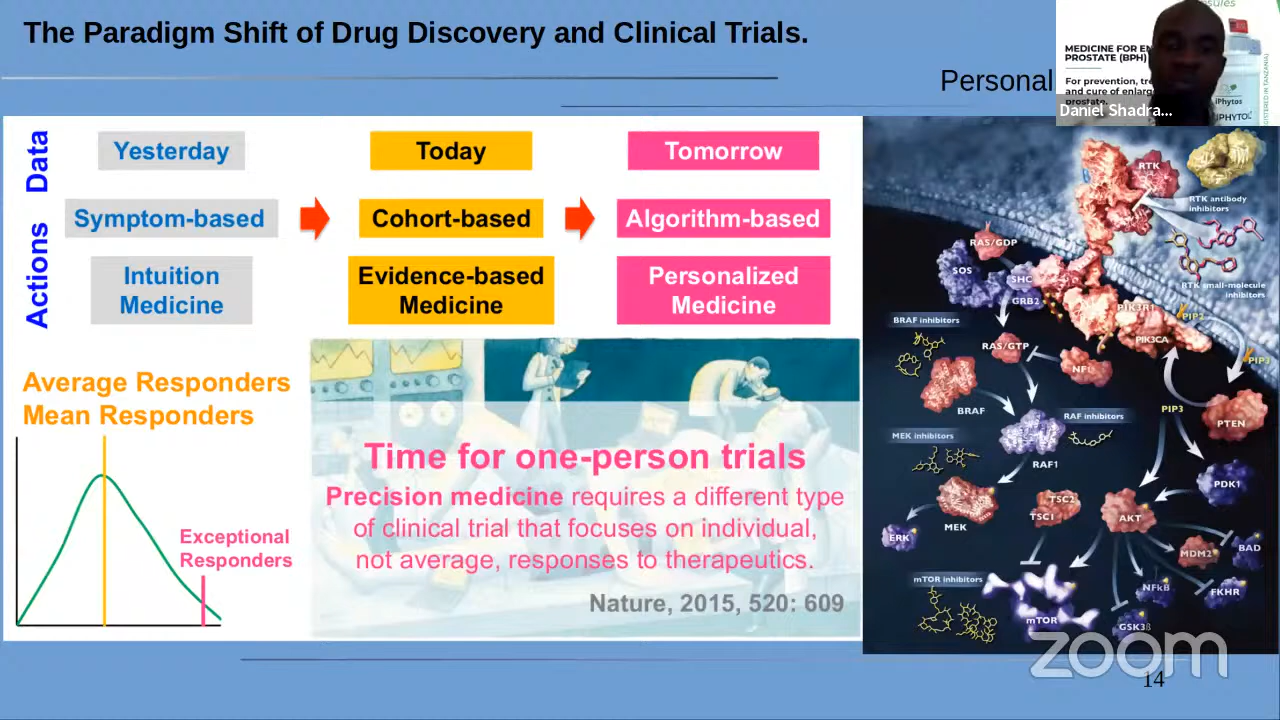 The Paradigm Shift of Drug Discovery and Clinical Trials.
Personal
MEDICINE FOR
PROSTATE (BPH)
For prevention,
and cure of
prostate.
iPhytos
Daniel Shadra...
Data
Actions
Yesterday
Today
Tomorrow
Symptom-based
Cohort-based
Algorithm-based
Intuition
Medicine
Evidence-based
Medicine
Personalized
Medicine
Average Responders
Mean Responders
Exceptional
Responders
Time for one-person trials
Precision medicine requires a different type
of clinical trial that focuses on individual,
not average, responses to therapeutics.
Nature, 2015, 520: 609
RTK
RTK antibody
inhibitors
RTK small-molecule
inhibitors
RAS/GDP
SOS
SHC
GRB2
PIK3R1
PIP2
PIK3CA
BRAF inhibitors
RAS/GTP
NF1
PIP3
BRAF
RAF inhibitors
PIP3
PTEN
MEK inhibitors
RAF1
PDK1
MEK
TSC2
TSC1
AKT
ERK
MDM2
BAD
mTOR inhibitors
NFkB
FKHR
mTOR
GSK3ß
zoom
14